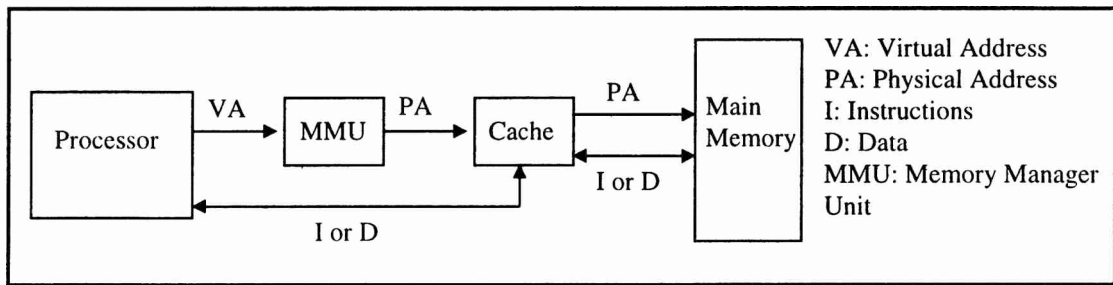 Processor
VA
MMU
PA
Cache
PA
I or D
I or D
Main
Memory
VA: Virtual Address
PA: Physical Address
I: Instructions
D: Data
MMU: Memory Manager
Unit